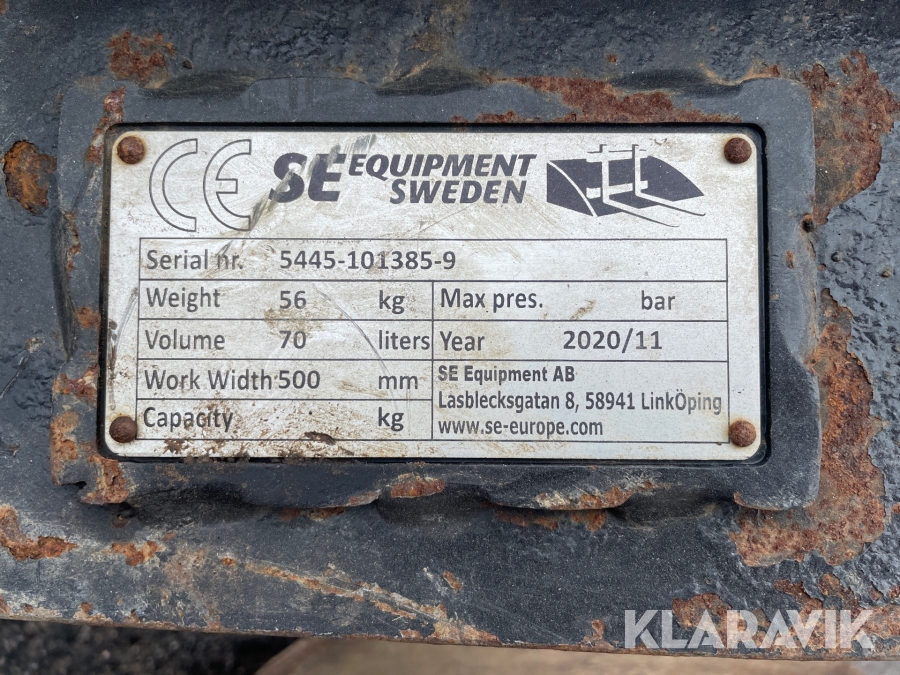 CE SE EQUIPMENT
SWEDEN
Serial nr. 5445-101385-9
Weight 56 kg Max pres. bar
Volume 70 liters Year 2020/11
Work Width 500 mm SE Equipment AB
Lasblecksgatan 8, 58941 LinkÖping
Capacity kg www.se-europe.com
KLARAVIK